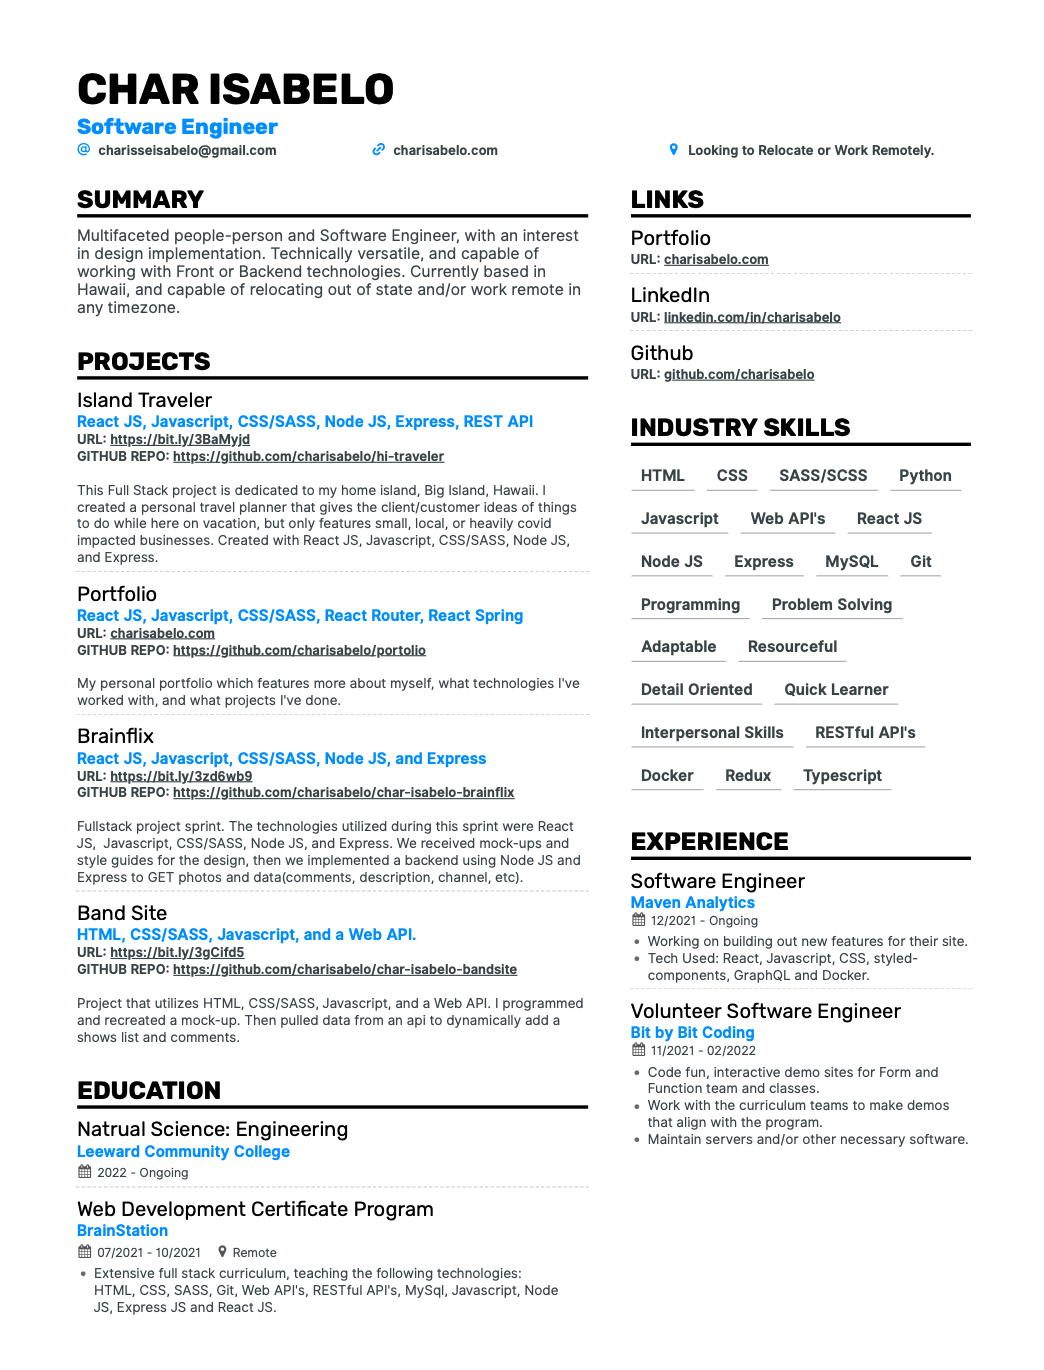 CHAR ISABELO
Software Engineer
@ charisseisabelo@gmail.com
charisabelo.com
Looking to Relocate or Work Remotely.
SUMMARY
Multifaceted people-person and Software Engineer, with an interest
in design implementation. Technically versatile, and capable of
working with Front or Backend technologies. Currently based in
Hawaii, and capable of relocating out of state and/or work remote in
any timezone.
PROJECTS
Island Traveler
React JS, Javascript, CSS/SASS, Node JS, Express, REST API
URL: https://bit.ly/3BaMyjd
GITHUB REPO: https://github.com/charisabelo/hi-traveler
This Full Stack project is dedicated to my home island, Big Island, Hawaii. I
created a personal travel planner that gives the client/customer ideas of things
to do while here on vacation, but only features small, local, or heavily covid
impacted businesses. Created with React JS, Javascript, CSS/SASS, Node JS,
and Express.
Portfolio
React JS, Javascript, CSS/SASS, React Router, React Spring
URL: charisabelo.com
GITHUB REPO: https://github.com/charisabelo/portolio
My personal portfolio which features more about myself, what technologies I've
worked with, and what projects I've done.
Brainflix
React JS, Javascript, CSS/SASS, Node JS, and Express
URL: https://bit.ly/3zd6wb9
GITHUB REPO: https://github.com/charisabelo/char-isabelo-brainflix
Fullstack project sprint. The technologies utilized during this sprint were React
JS,  Javascript, CSS/SASS, Node JS, and Express. We received mock-ups and
style guides for the design, then we implemented a backend using Node JS and
Express to GET photos and data(comments, description, channel, etc).
Band Site
HTML, CSS/SASS, Javascript, and a Web API.
URL: https://bit.ly/3gCifd5
GITHUB REPO: https://github.com/charisabelo/char-isabelo-bandsite
Project that utilizes HTML, CSS/SASS, Javascript, and a Web API. I programmed
and recreated a mock-up. Then pulled data from an api to dynamically add a
shows list and comments.
EDUCATION
Natrual Science: Engineering
Leeward Community College
2022 - Ongoing
Web Development Certificate Program
BrainStation
07/2021 - 10/2021 Remote
• Extensive full stack curriculum, teaching the following technologies:
HTML, CSS, SASS, Git, Web API's, RESTful API's, MySql, Javascript, Node
JS, Express JS and React JS.
LINKS
Portfolio
URL: charisabelo.com
LinkedIn
URL: linkedin.com/in/charisabelo
Github
URL: github.com/charisabelo
INDUSTRY SKILLS
HTML CSS SASS/SCSS Python
Javascript Web API's React JS
Node JS Express MySQL Git
Programming Problem Solving
Adaptable Resourceful
Detail Oriented Quick Learner
Interpersonal Skills RESTful API's
Docker Redux Typescript
EXPERIENCE
Software Engineer
Maven Analytics
12/2021 - Ongoing
• Working on building out new features for their site.
• Tech Used: React, Javascript, CSS, styled-
components, GraphQL and Docker.
Volunteer Software Engineer
Bit by Bit Coding
11/2021 - 02/2022
• Code fun, interactive demo sites for Form and
Function team and classes.
• Work with the curriculum teams to make demos
that align with the program.
• Maintain servers and/or other necessary software.